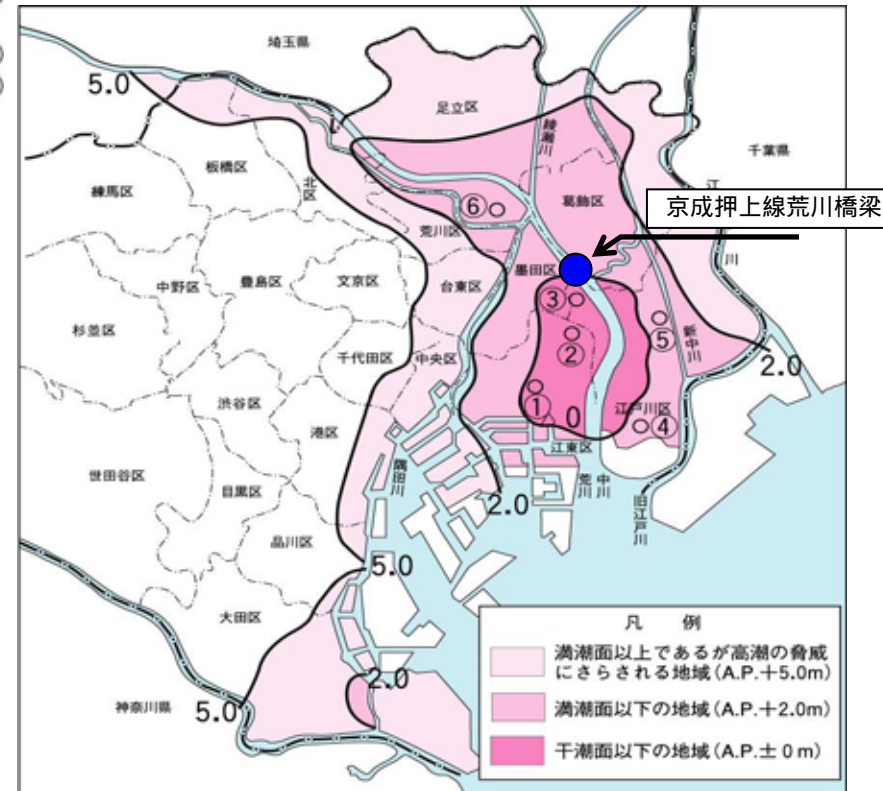 埼玉県
5.0
足立区
綾瀬川
千葉県
板橋区
北区
練馬区
葛飾区
江
京成押上線荒川橋梁
⑥
荒川区
川
豊島区
文京区
台東区
墨田区
中野区
③
杉並区
②
⑤
新中川
千代田区
中央区
2.0
渋谷区
①
0
江戸川区
④
港区
江東区
世田谷区
隅田川
荒川
中川
目黒区
2.0
旧江戸川
品川区
5.0
大田区
凡 例
満潮面以上であるが高潮の脅威
にさらされる地域(A.P.+5.0m)
2.0
神奈川県
5.0
満潮面以下の地域(A.P.+2.0m)
干潮面以下の地域(A.P.±0m)